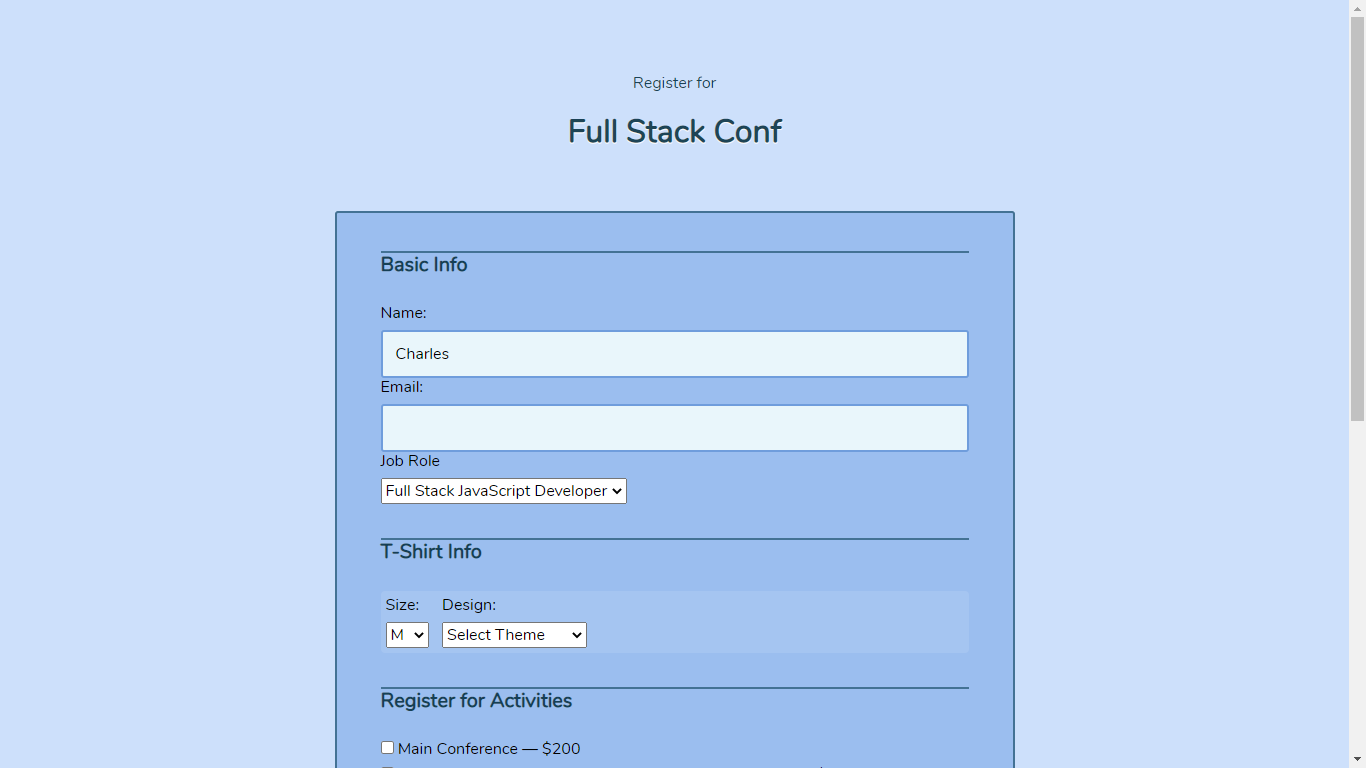 Register for
Full Stack Conf
Basic Info
Name:
Charles
Email:
Job Role
Full Stack JavaScript Developer
T-Shirt Info
Size: Design:
M Select Theme
Register for Activities
Main Conference — $200